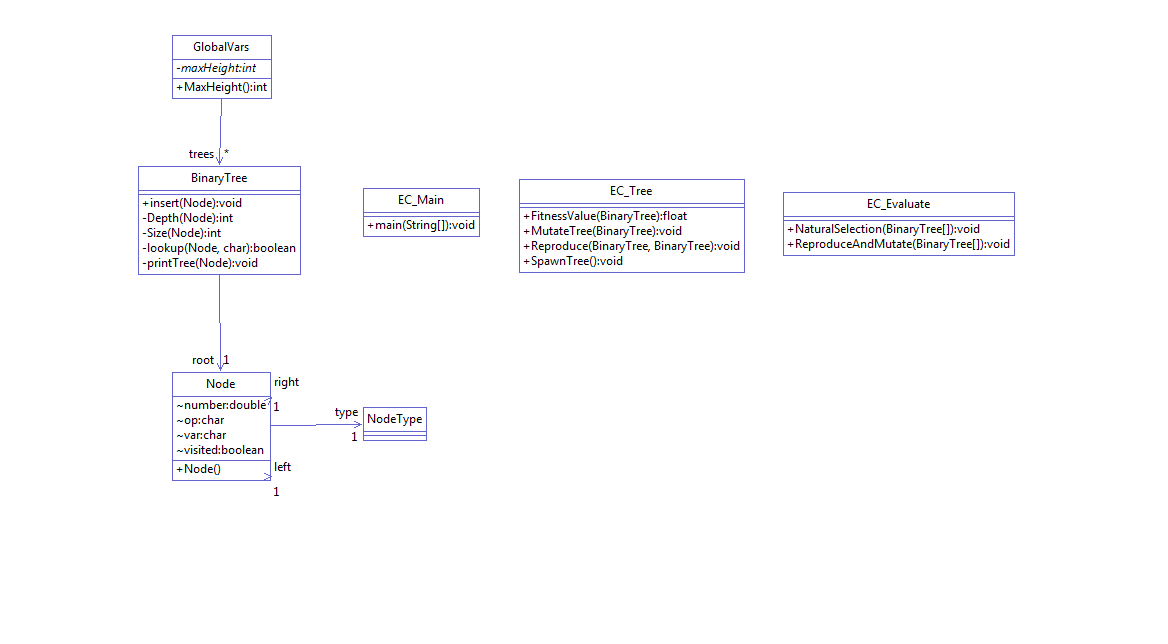 GlobalVars
-maxHeight:int
+MaxHeight():int
trees *
BinaryTree
+insert(Node):void
-Depth(Node):int
-Size(Node):int
-lookup(Node, char):boolean
-printTree(Node):void
EC_Main
+main(String[]):void
EC_Tree
+FitnessValue(BinaryTree):float
+MutateTree(BinaryTree):void
+Reproduce(BinaryTree, BinaryTree):void
+SpawnTree():void
EC_Evaluate
+NaturalSelection(BinaryTree[]):void
+ReproduceAndMutate(BinaryTree[]):void
root 1
Node
~number:double
~op:char
~var:char
~visited:boolean
+Node()
right
1
left
1
type
1
NodeType